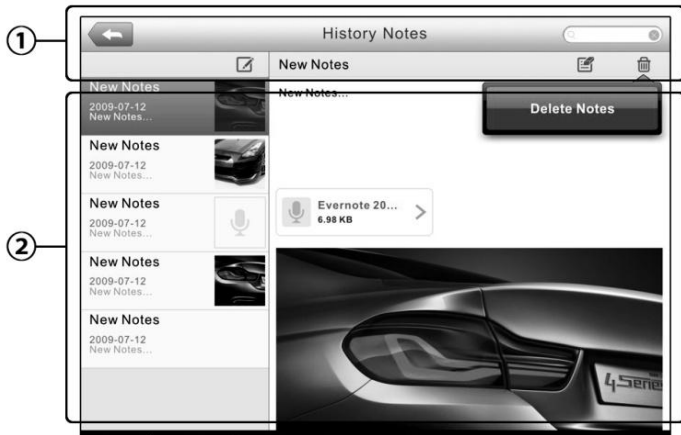 1
History Notes
New Notes
New Notes
2009-07-12
New Notes...
New Notes
2009-07-12
New Notes...
New Notes
2009-07-12
New Notes...
New Notes
2009-07-12
New Notes...
New Notes
2009-07-12
New Notes...
New Notes...
Delete Notes
Evernote 20...
6.98 KB
4Series
2